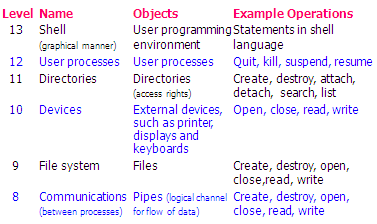 Level Name Objects Example Operations
13 Shell User programming Statements in shell
(graphical manner) environment language
12 User processes User processes Quit, kill, suspend, resume
11 Directories Directories Create, destroy, attach,
(access rights) detach, search, list
10 Devices External devices, Open, close, read, write
such as printer,
displays and
keyboards
9 File system Files Create, destroy, open,
close,read, write
8 Communications Pipes (logical channel Create, destroy, open,
(between processes) for flow of data) close, read, write